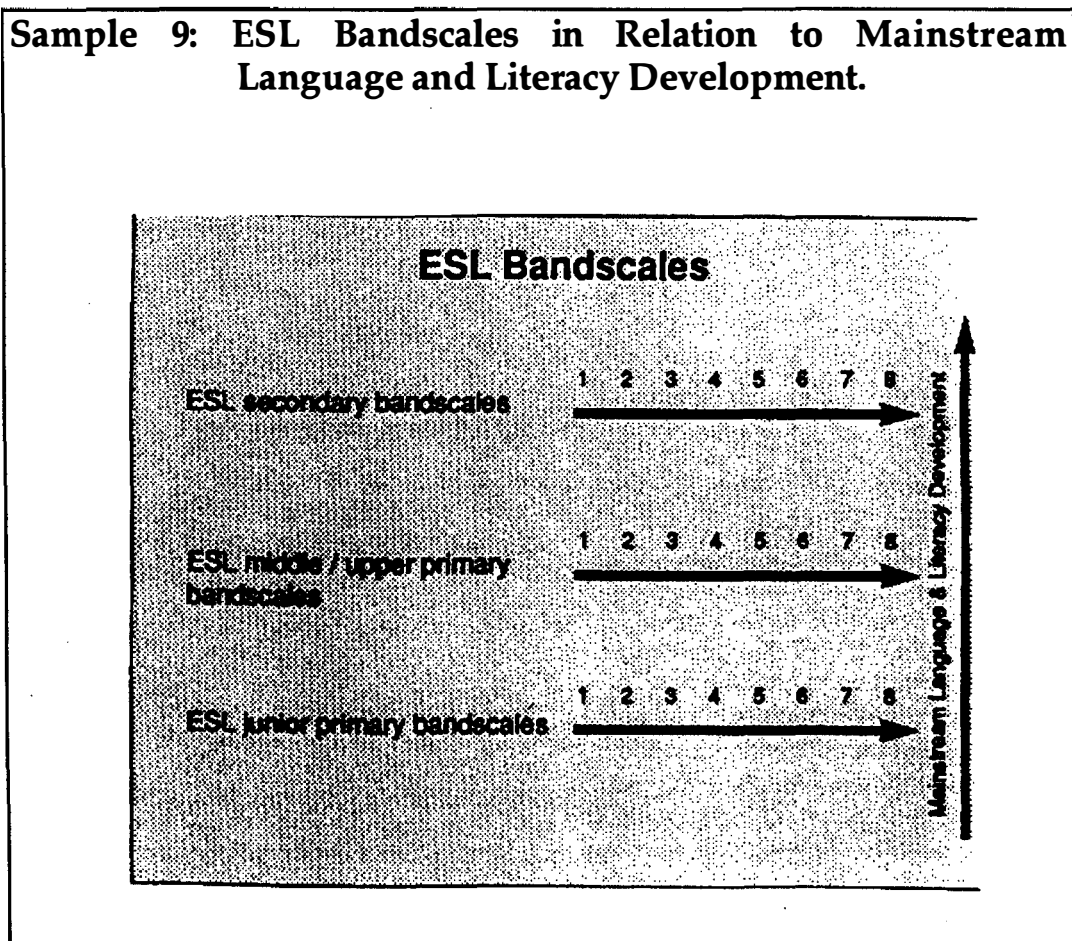 Sample 9: ESL Bandscales in Relation to Mainstream
Language and Literacy Development.
ESL Bandscales
1 2 3 4 5 6 7 8
ESL secondary bandscales
1 2 3 4 5 6 7 8
ESL middle / upper primary
bandscales
1 2 3 4 5 6 7 8
ESL junior primary bandscales
Mainstream Language & Literacy Development